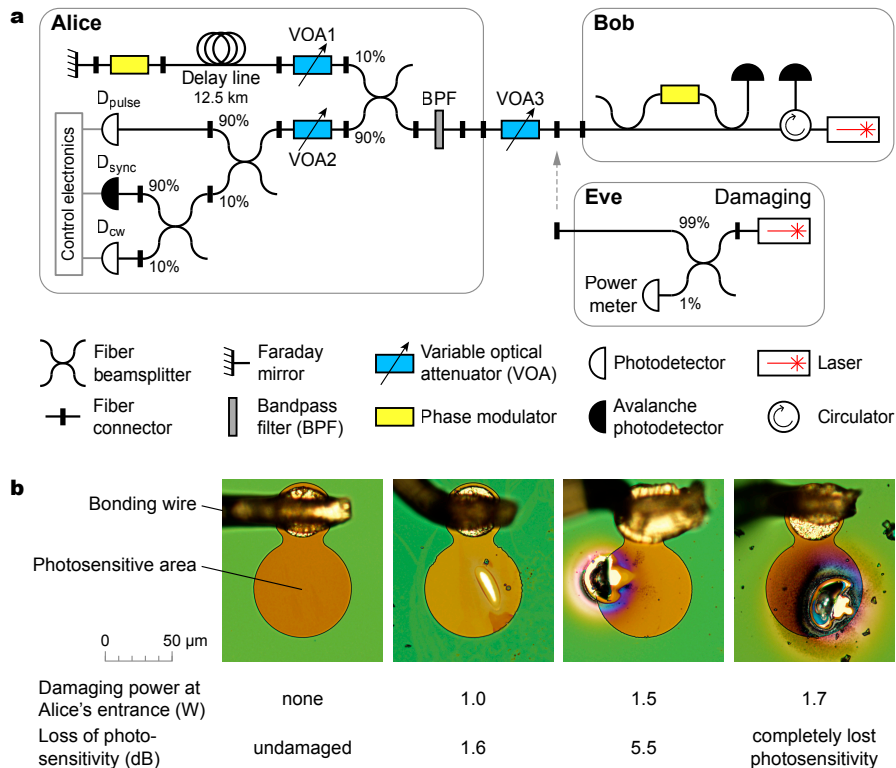 a
Alice
Bob
VOA1
10%
Delay line
12.5 km
BPF
VOA3
D_pulse
90%
VOA2
90%
D_sync
90%
10%
D_cw
10%
Control electronics
Eve
Damaging
99%
Power
meter
1%
Fiber
beamsplitter
Faraday
mirror
Variable optical
attenuator (VOA)
Photodetector
Laser
Fiber
connector
Bandpass
filter (BPF)
Phase modulator
Avalanche
photodetector
Circulator
b
Bonding wire
Photosensitive area
0 50 µm
Damaging power at
Alice's entrance (W)
none 1.0 1.5 1.7
Loss of photo-
sensitivity (dB)
undamaged 1.6 5.5 completely lost
photosensitivity